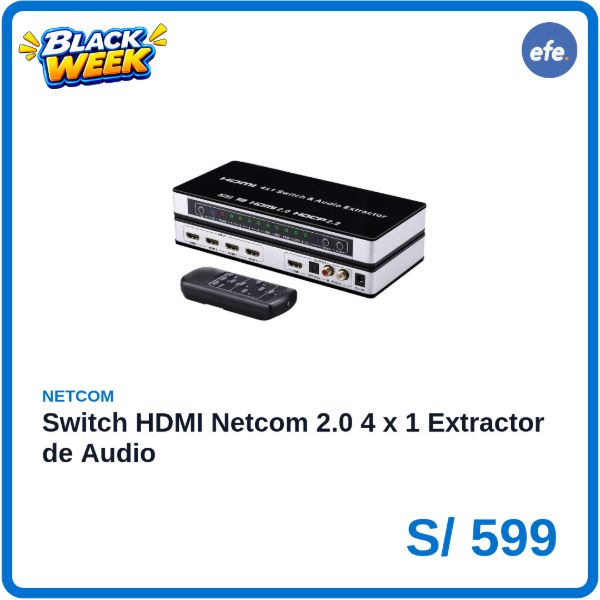 BLACK
WEEK
efe.
HDMI 4x1 Switch & Audio Extractor
HDMI 2.0 HDCP 2.2
NETCOM
Switch HDMI Netcom 2.0 4 x 1 Extractor
de Audio
S/ 599